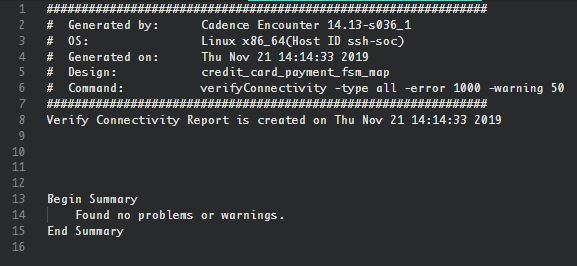 1 ###############################################################
2 #  Generated by:      Cadence Encounter 14.13-s036_1
3 #  OS:                Linux x86_64(Host ID ssh-soc)
4 #  Generated on:      Thu Nov 21 14:14:33 2019
5 #  Design:            credit_card_payment_fsm_map
6 #  Command:           verifyConnectivity -type all -error 1000 -warning 50
7 ###############################################################
8 Verify Connectivity Report is created on Thu Nov 21 14:14:33 2019
9
10
11
12
13 Begin Summary
14     Found no problems or warnings.
15 End Summary
16